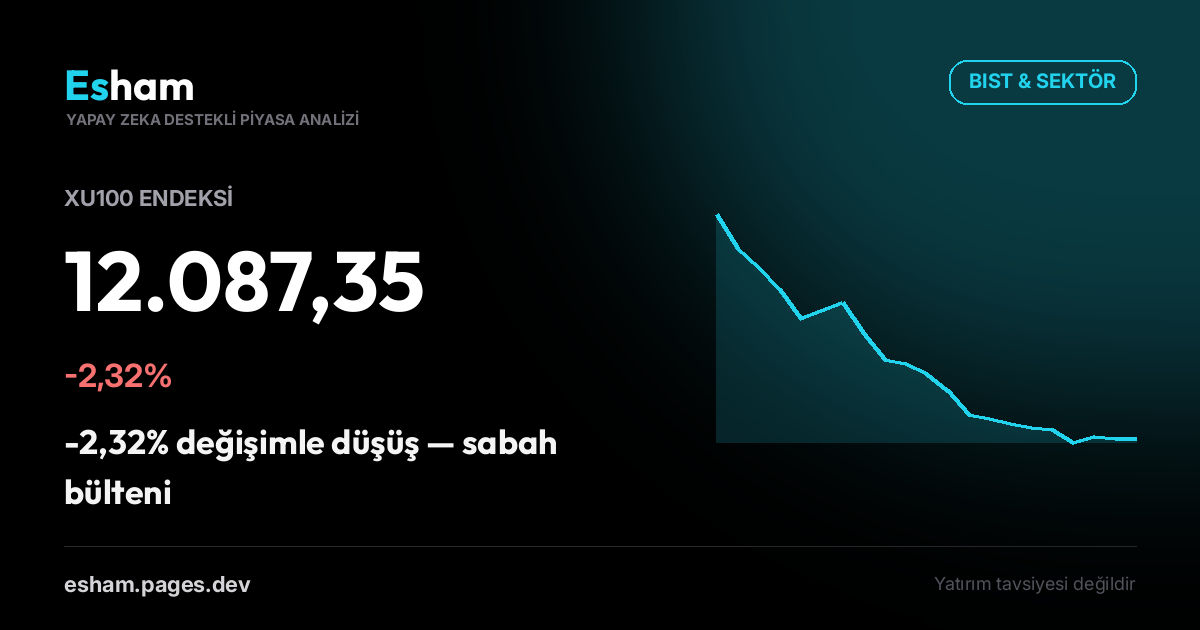 Esham
YAPAY ZEKA DESTEKLİ PİYASA ANALİZİ
BIST & SEKTÖR
XU100 ENDEKSİ
12.087,35
-2,32%
-2,32% değişimle düşüş — sabah
bülteni
esham.pages.dev
Yatırım tavsiyesi değildir